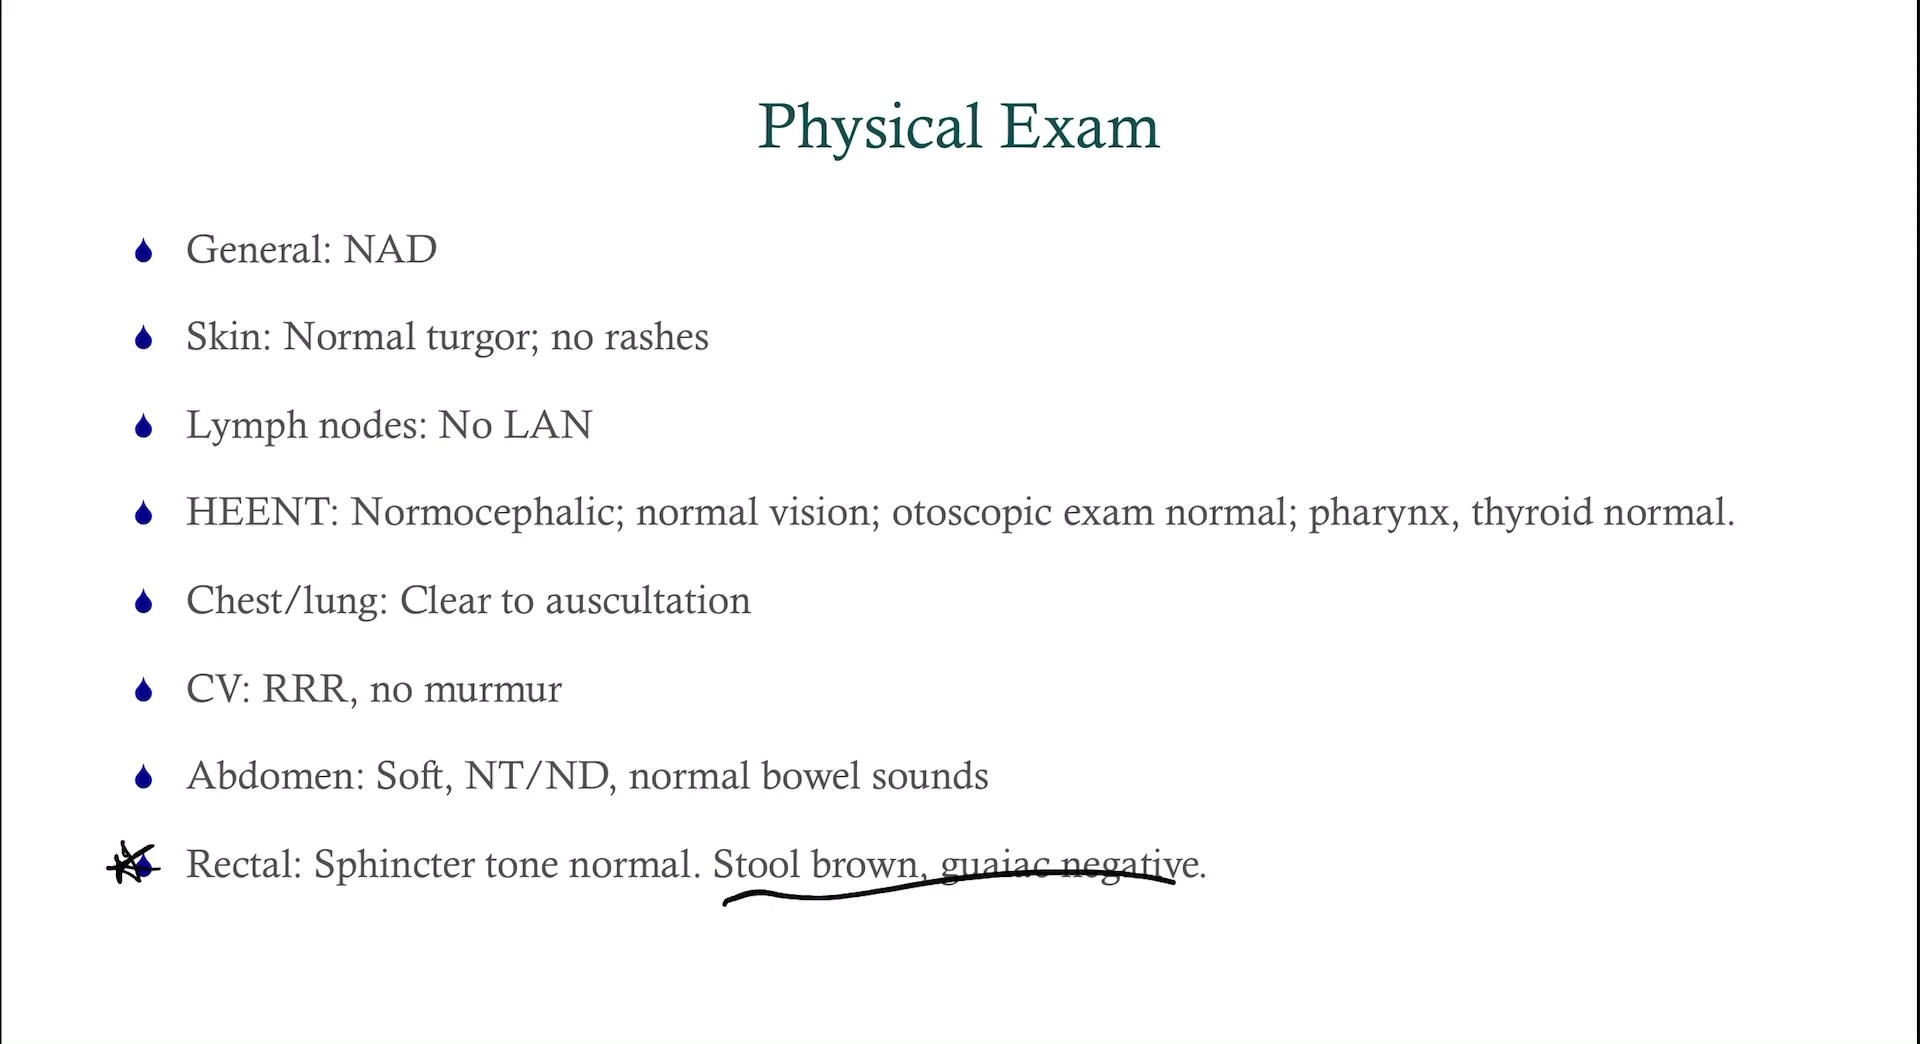 Physical Exam
General: NAD
Skin: Normal turgor; no rashes
Lymph nodes: No LAN
HEENT: Normocephalic; normal vision; otoscopic exam normal; pharynx, thyroid normal.
Chest/lung: Clear to auscultation
CV: RRR, no murmur
Abdomen: Soft, NT/ND, normal bowel sounds
Rectal: Sphincter tone normal. Stool brown, guaiac negative.